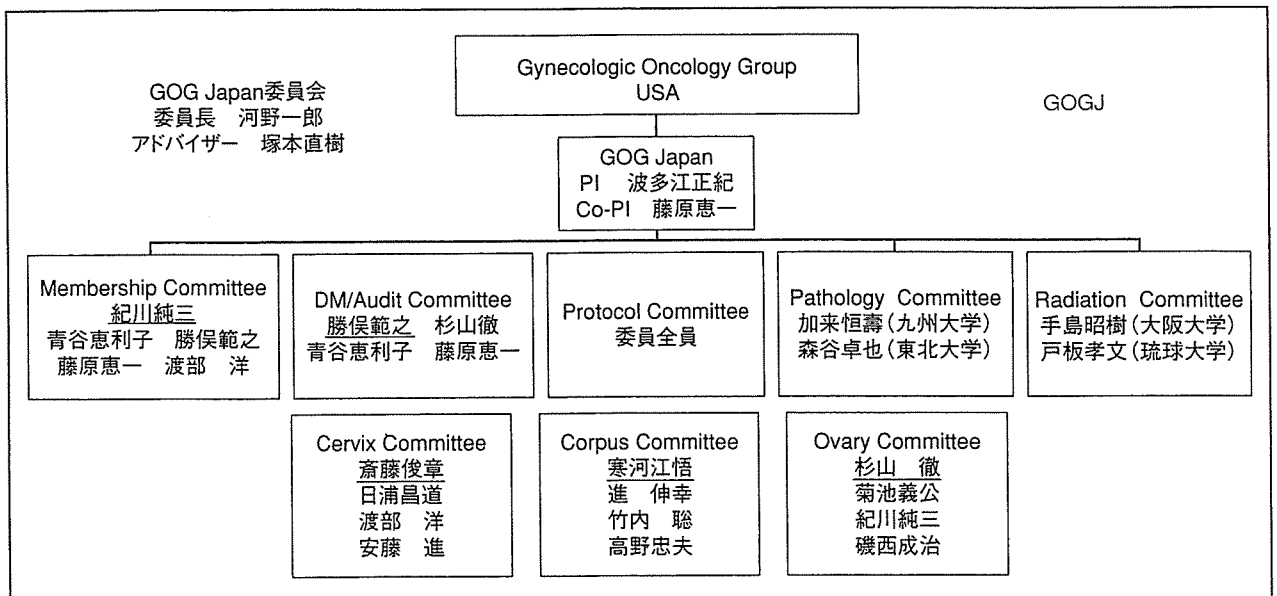 Gynecologic Oncology Group
USA
GOG Japan委員会
委員長　河野一郎
アドバイザー　塚本直樹
GOGJ
GOG Japan
PI　波多江正紀
Co-PI　藤原恵一
Membership Committee
紀川純三
青谷恵利子　勝俣範之
藤原恵一　渡部　洋
DM/Audit Committee
勝俣範之　杉山徹
青谷恵利子　藤原恵一
Protocol Committee
委員全員
Pathology Committee
加来恒壽（九州大学）
森谷卓也（東北大学）
Radiation Committee
手島昭樹（大阪大学）
戸板孝文（琉球大学）
Cervix Committee
斎藤俊章
日浦昌道
渡部　洋
安藤　進
Corpus Committee
寒河江悟
進　伸幸
竹内　聡
高野忠夫
Ovary Committee
杉山　徹
菊池義公
紀川純三
磯西成治